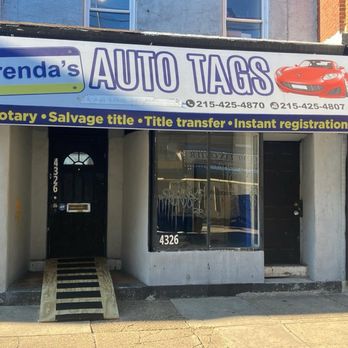 renda's AUTO TAGS
215-425-4870 215-425-4807
otary • Salvage title • Title transfer • Instant registration
4326
4326